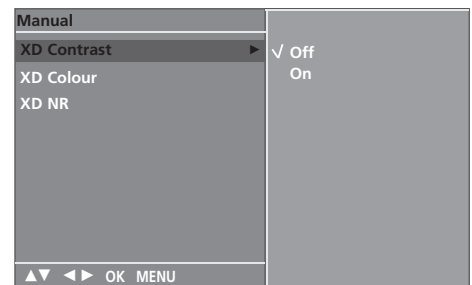 Manual
XD Contrast ►
XD Colour
XD NR
√ Off
On
▲▼ ◄► OK MENU